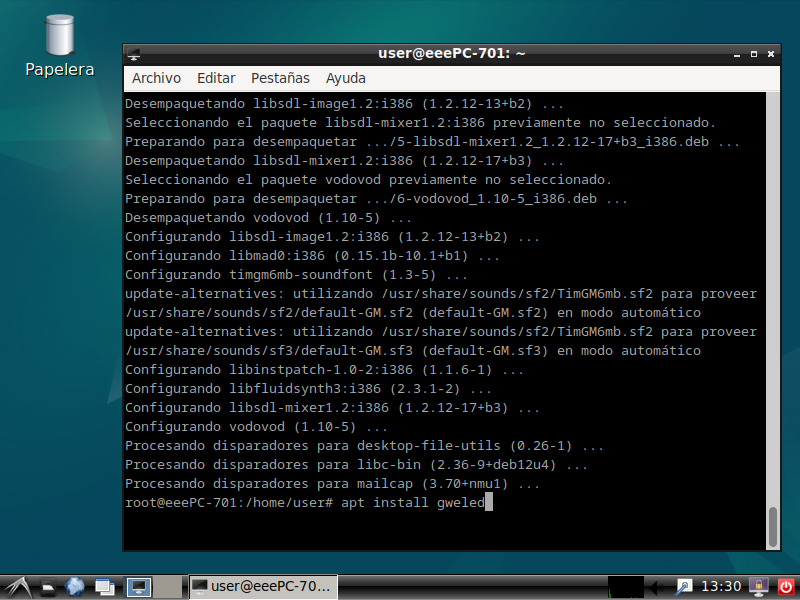 Papelera
user@eeePC-701: ~
Archivo Editar Pestañas Ayuda
Desempaquetando libsdl-image1.2:i386 (1.2.12-13+b2) ...
Seleccionando el paquete libsdl-mixer1.2:i386 previamente no seleccionado.
Preparando para desempaquetar .../5-libsdl-mixer1.2_1.2.12-17+b3_i386.deb ...
Desempaquetando libsdl-mixer1.2:i386 (1.2.12-17+b3) ...
Seleccionando el paquete vodovod previamente no seleccionado.
Preparando para desempaquetar .../6-vodovod_1.10-5_i386.deb ...
Desempaquetando vodovod (1.10-5) ...
Configurando libsdl-image1.2:i386 (1.2.12-13+b2) ...
Configurando libmad0:i386 (0.15.1b-10.1+b1) ...
Configurando timgm6mb-soundfont (1.3-5) ...
update-alternatives: utilizando /usr/share/sounds/sf2/TimGM6mb.sf2 para proveer
/usr/share/sounds/sf2/default-GM.sf2 (default-GM.sf2) en modo automático
update-alternatives: utilizando /usr/share/sounds/sf2/TimGM6mb.sf2 para proveer
/usr/share/sounds/sf3/default-GM.sf3 (default-GM.sf3) en modo automático
Configurando libinstpatch-1.0-2:i386 (1.1.6-1) ...
Configurando libfluidsynth3:i386 (2.3.1-2) ...
Configurando libsdl-mixer1.2:i386 (1.2.12-17+b3) ...
Configurando vodovod (1.10-5) ...
Procesando disparadores para desktop-file-utils (0.26-1) ...
Procesando disparadores para libc-bin (2.36-9+deb12u4) ...
Procesando disparadores para mailcap (3.70+nmu1) ...
root@eeePC-701:/home/user# apt install gweled
user@eeePC-70... 13:30